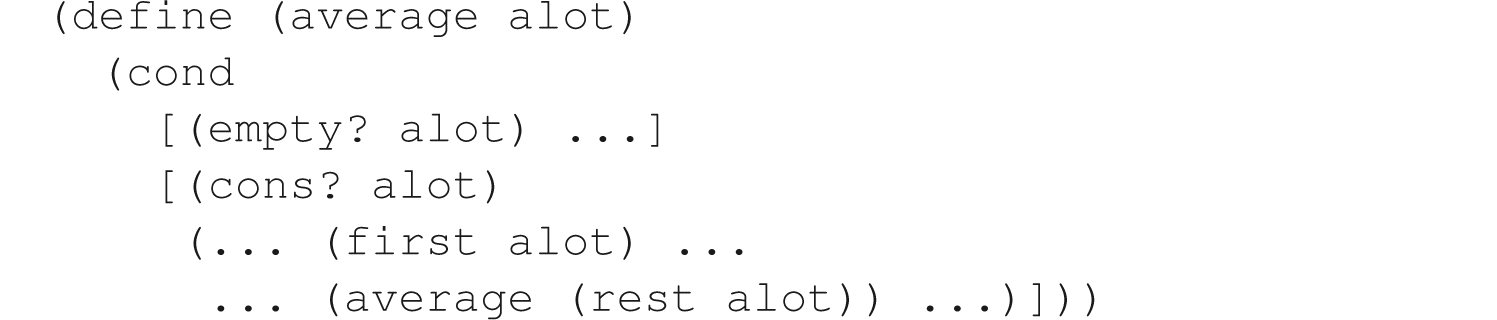 (define (average alot)
  (cond
    [(empty? alot) ...]
    [(cons? alot)
     (... (first alot) ...
      ... (average (rest alot)) ...)]))